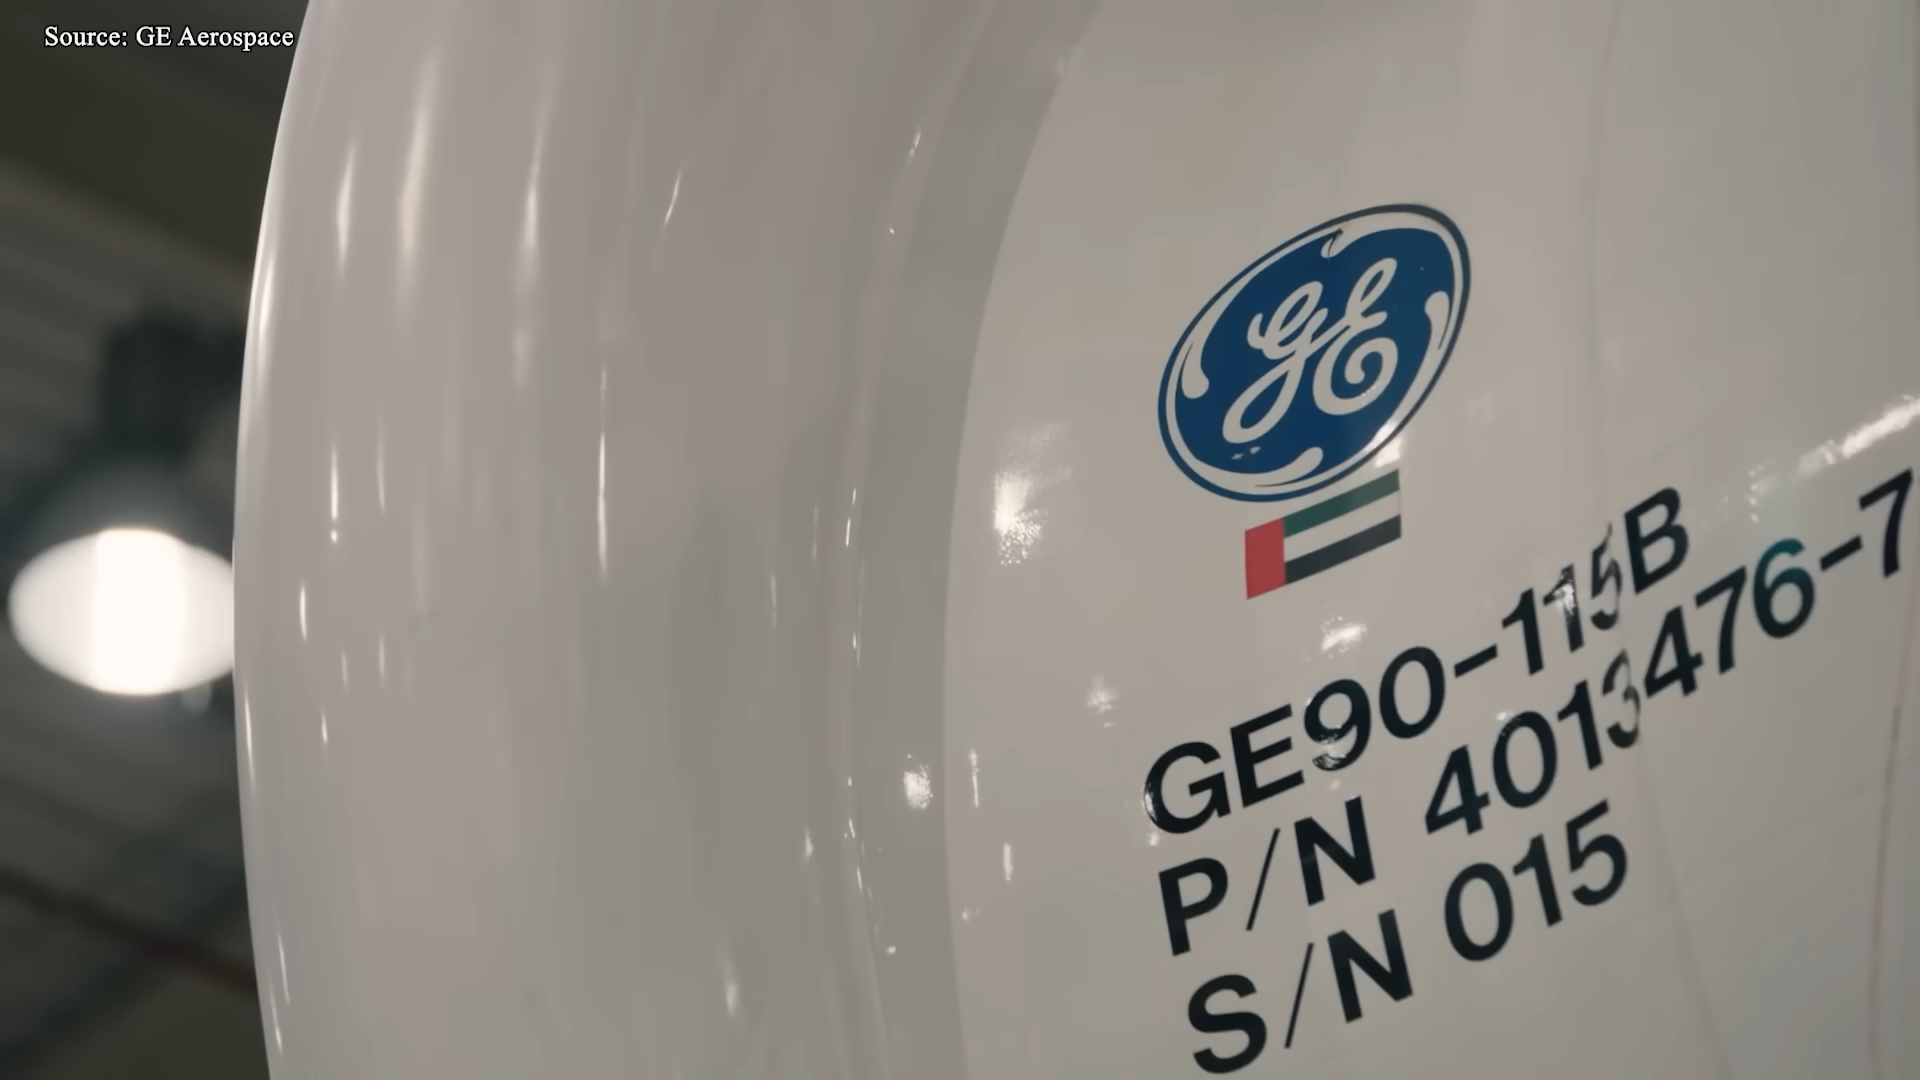 Source: GE Aerospace
GE
GE90-115B
P/N 4013476-7
S/N 015